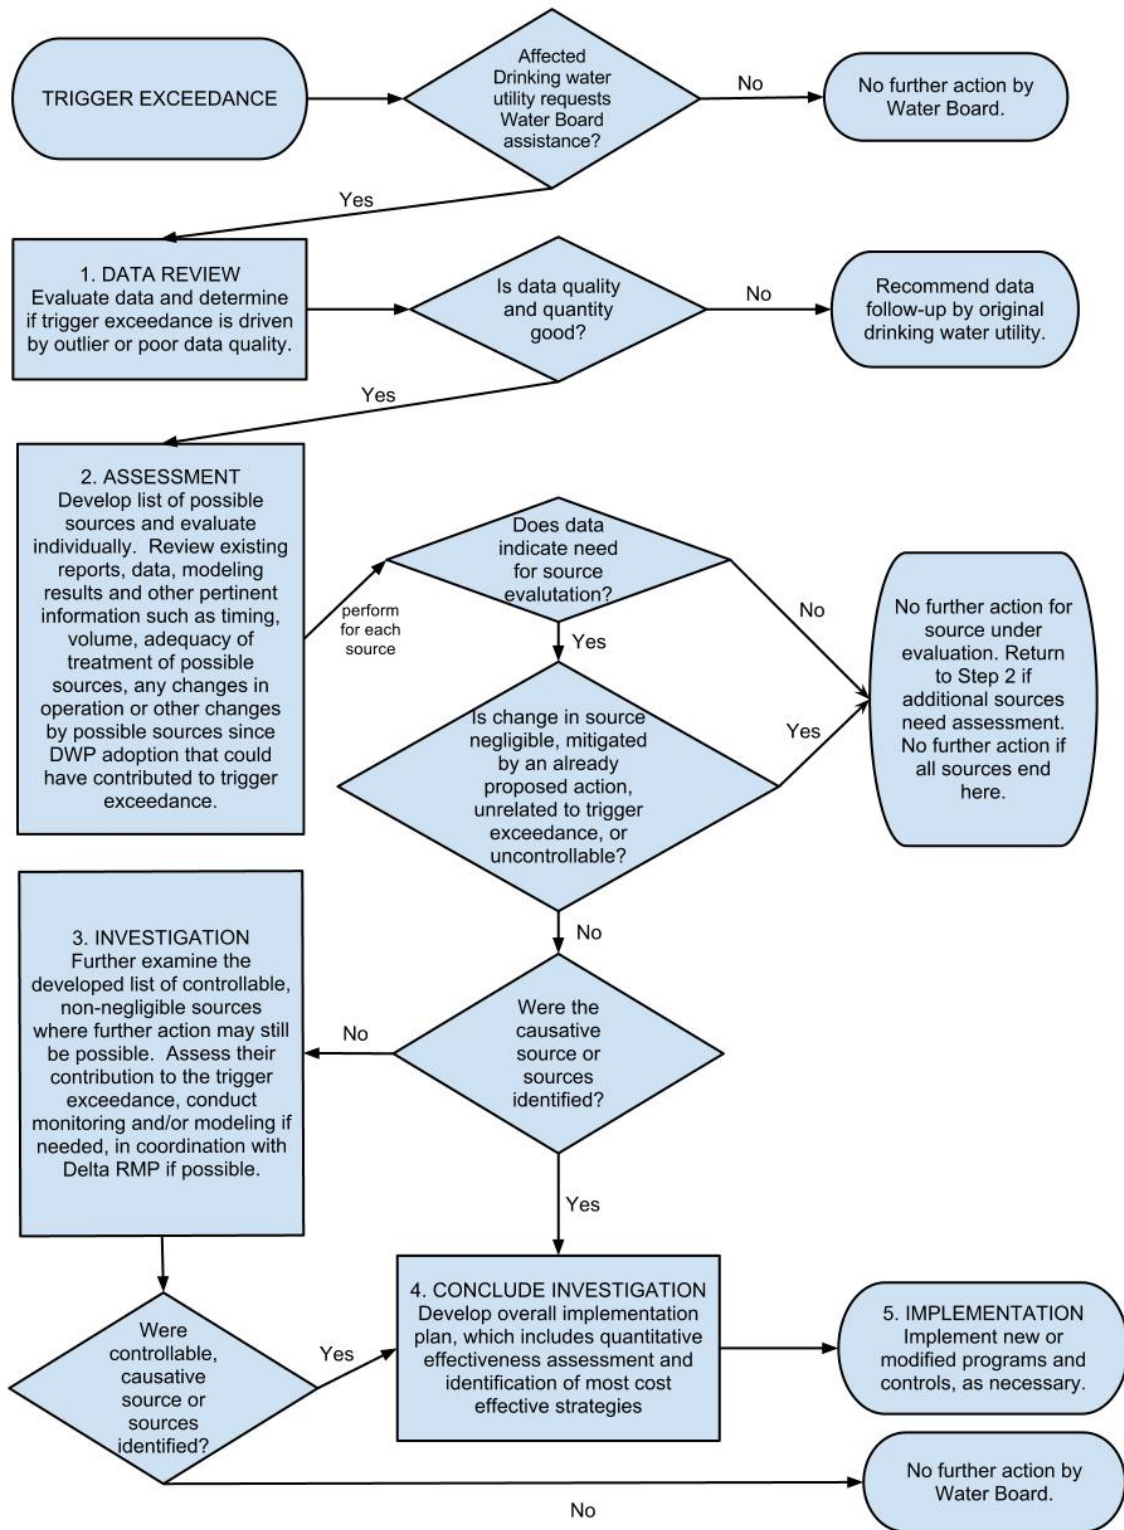 TRIGGER EXCEEDANCE
Affected
Drinking water
utility requests
Water Board
assistance?
No
No further action by
Water Board.
Yes
1. DATA REVIEW
Evaluate data and determine
if trigger exceedance is driven
by outlier or poor data quality.
Is data quality
and quantity
good?
No
Recommend data
follow-up by original
drinking water utility.
Yes
2. ASSESSMENT
Develop list of possible
sources and evaluate
individually. Review existing
reports, data, modeling
results and other pertinent
information such as timing,
volume, adequacy of
treatment of possible
sources, any changes in
operation or other changes
by possible sources since
DWP adoption that could
have contributed to trigger
exceedance.
perform
for each
source
Does data
indicate need
for source
evalutation?
No
Yes
Is change in source
negligible, mitigated
by an already
proposed action,
unrelated to trigger
exceedance, or
uncontrollable?
Yes
No further action for
source under
evaluation. Return
to Step 2 if
additional sources
need assessment.
No further action if
all sources end
here.
No
Were the
causative
source or
sources
identified?
No
Yes
3. INVESTIGATION
Further examine the
developed list of controllable,
non-negligible sources
where further action may still
be possible. Assess their
contribution to the trigger
exceedance, conduct
monitoring and/or modeling if
needed, in coordination with
Delta RMP if possible.
Were
controllable,
causative
source or
sources
identified?
Yes
4. CONCLUDE INVESTIGATION
Develop overall implementation
plan, which includes quantitative
effectiveness assessment and
identification of most cost
effective strategies
5. IMPLEMENTATION
Implement new or
modified programs and
controls, as necessary.
No
No further action by
Water Board.